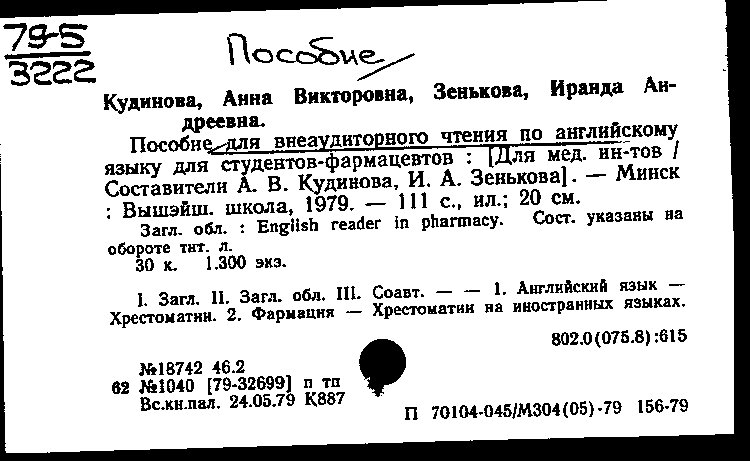 79-5
3222
Пособие
Кудинова, Анна Викторовна, Зенькова, Иранда Ан-
дреевна.
Пособие для внеаудиторного чтения по английскому
языку для студентов-фармацевтов : [Для мед. ин-тов /
Составители А. В. Кудинова, И. А. Зенькова]. — Минск
: Вышэйш. школа, 1979. — 111 с., ил.; 20 см.
Загл. обл. : English reader in pharmacy. Сост. указаны на
обороте тит. л.
30 к. 1.300 экз.
I. Загл. II. Загл. обл. III. Соавт. — — 1. Английский язык —
Хрестоматии. 2. Фармация — Хрестоматии на иностранных языках.
802.0(075.8):615
№18742 46.2
62 №1040 [79-32699] п тп
Вс.кн.пал. 24.05.79 К887
П 70104-045/М304(05)-79 156-79